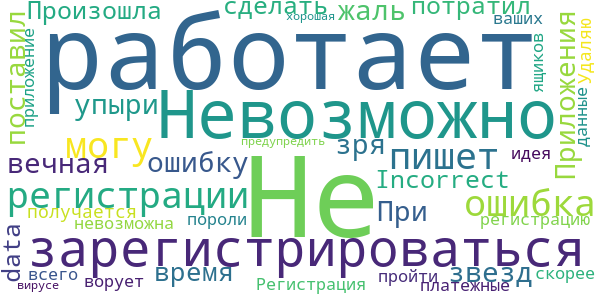 Произошла
хорошая
сделать
жаль
потратил
ваших
поставил
приложение
работает
ящиков
Приложения
данные
Удаляю
упыри
Невозможно
могу
предупредить
зря
вечная
ошибку
пишет
идея
регистрации
Не
Incorrect
ошибка
получается
невозможна
пороли
При
регистрацию
data
зарегистрироваться
всего
ворует
время
звезд
скорее
вирусе
Регистрация
пройти
платежные